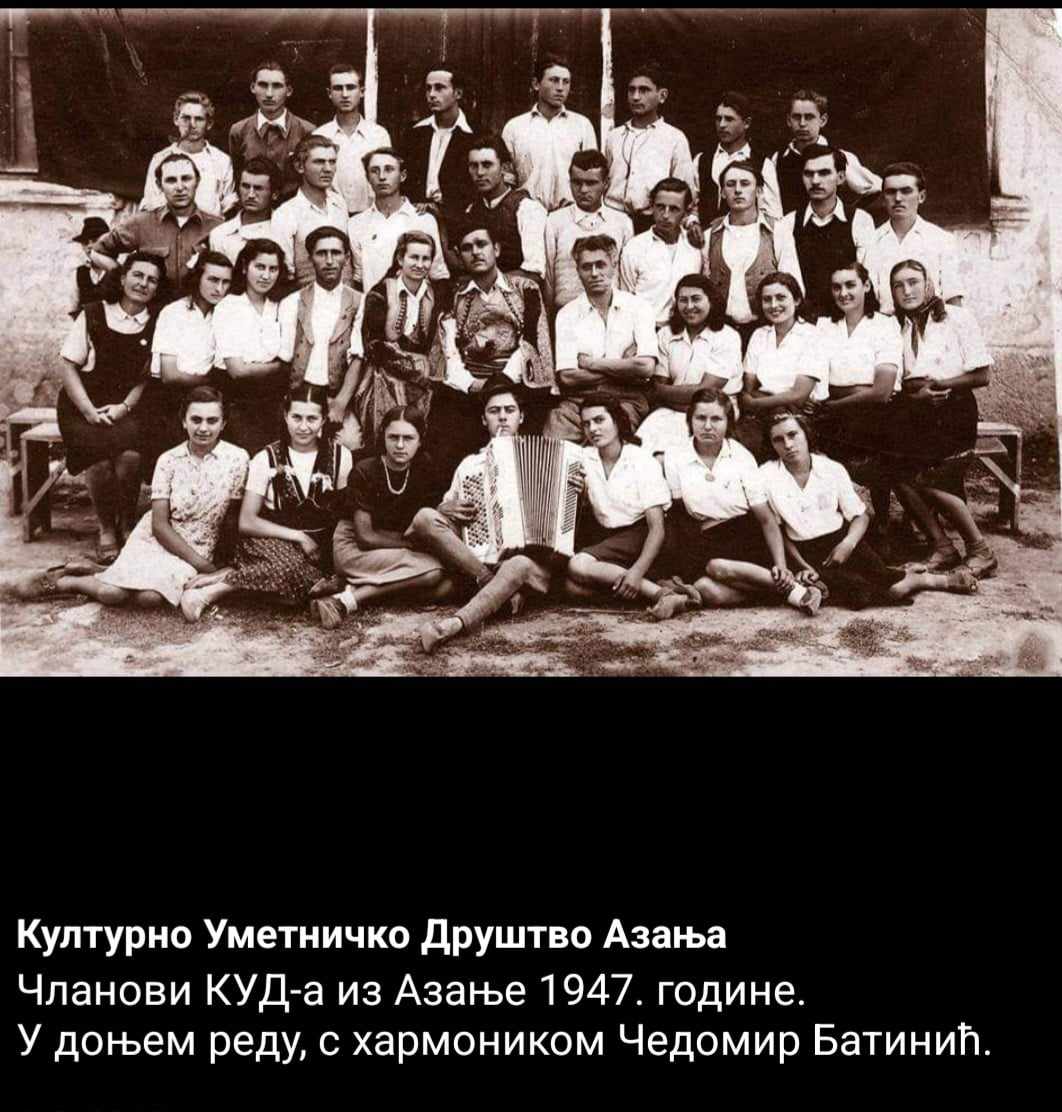 Културно Уметничко Друштво Азања
Чланови КУД-а из Азање 1947. године.
У доњем реду, с хармоником Чедомир Батинић.